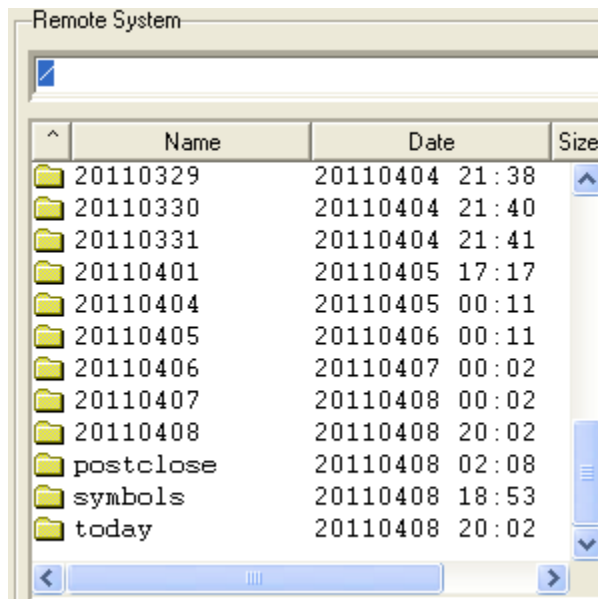 Remote System
/
^ Name Date Size
20110329 20110404 21:38
20110330 20110404 21:40
20110331 20110404 21:41
20110401 20110405 17:17
20110404 20110405 00:11
20110405 20110406 00:11
20110406 20110407 00:02
20110407 20110408 00:02
20110408 20110408 20:02
postclose 20110408 02:08
symbols 20110408 18:53
today 20110408 20:02